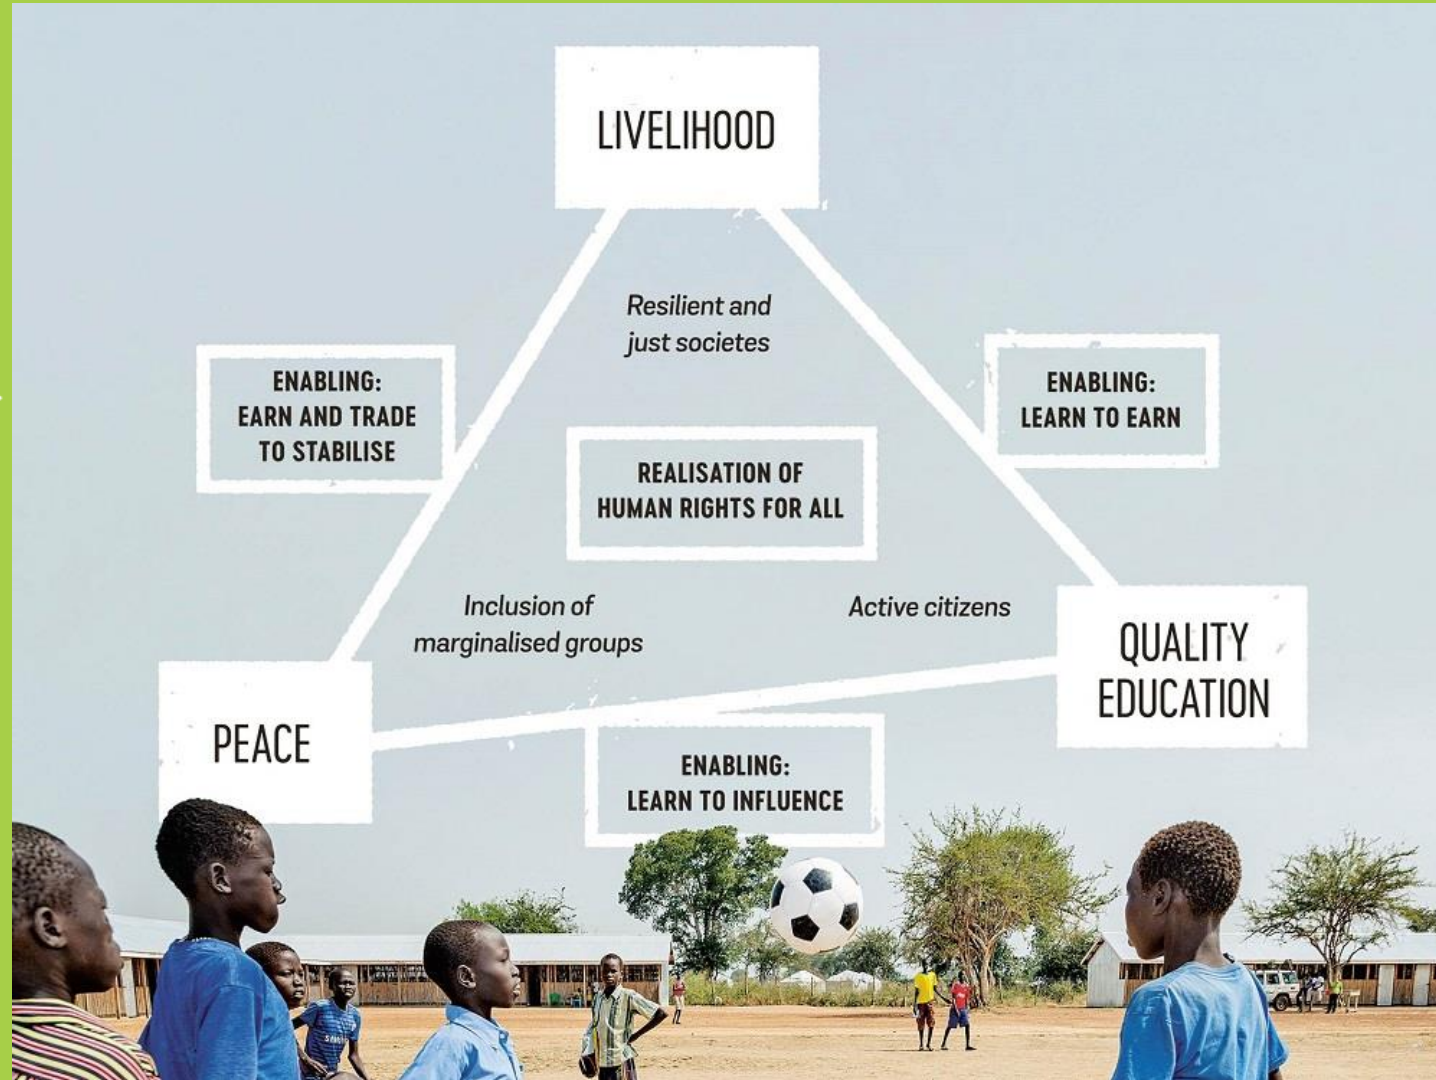 LIVELIHOOD
Resilient and
just societes
ENABLING:
EARN AND TRADE
TO STABILISE
ENABLING:
LEARN TO EARN
REALISATION OF
HUMAN RIGHTS FOR ALL
Inclusion of
marginalised groups
Active citizens
QUALITY
EDUCATION
PEACE
ENABLING:
LEARN TO INFLUENCE